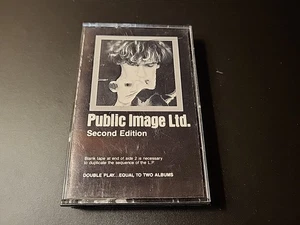 Public Image Ltd.
Second Edition
Blank tape at end of side 2 is necessary
to duplicate the sequence of the L.P.
DOUBLE PLAY...EQUAL TO TWO ALBUMS